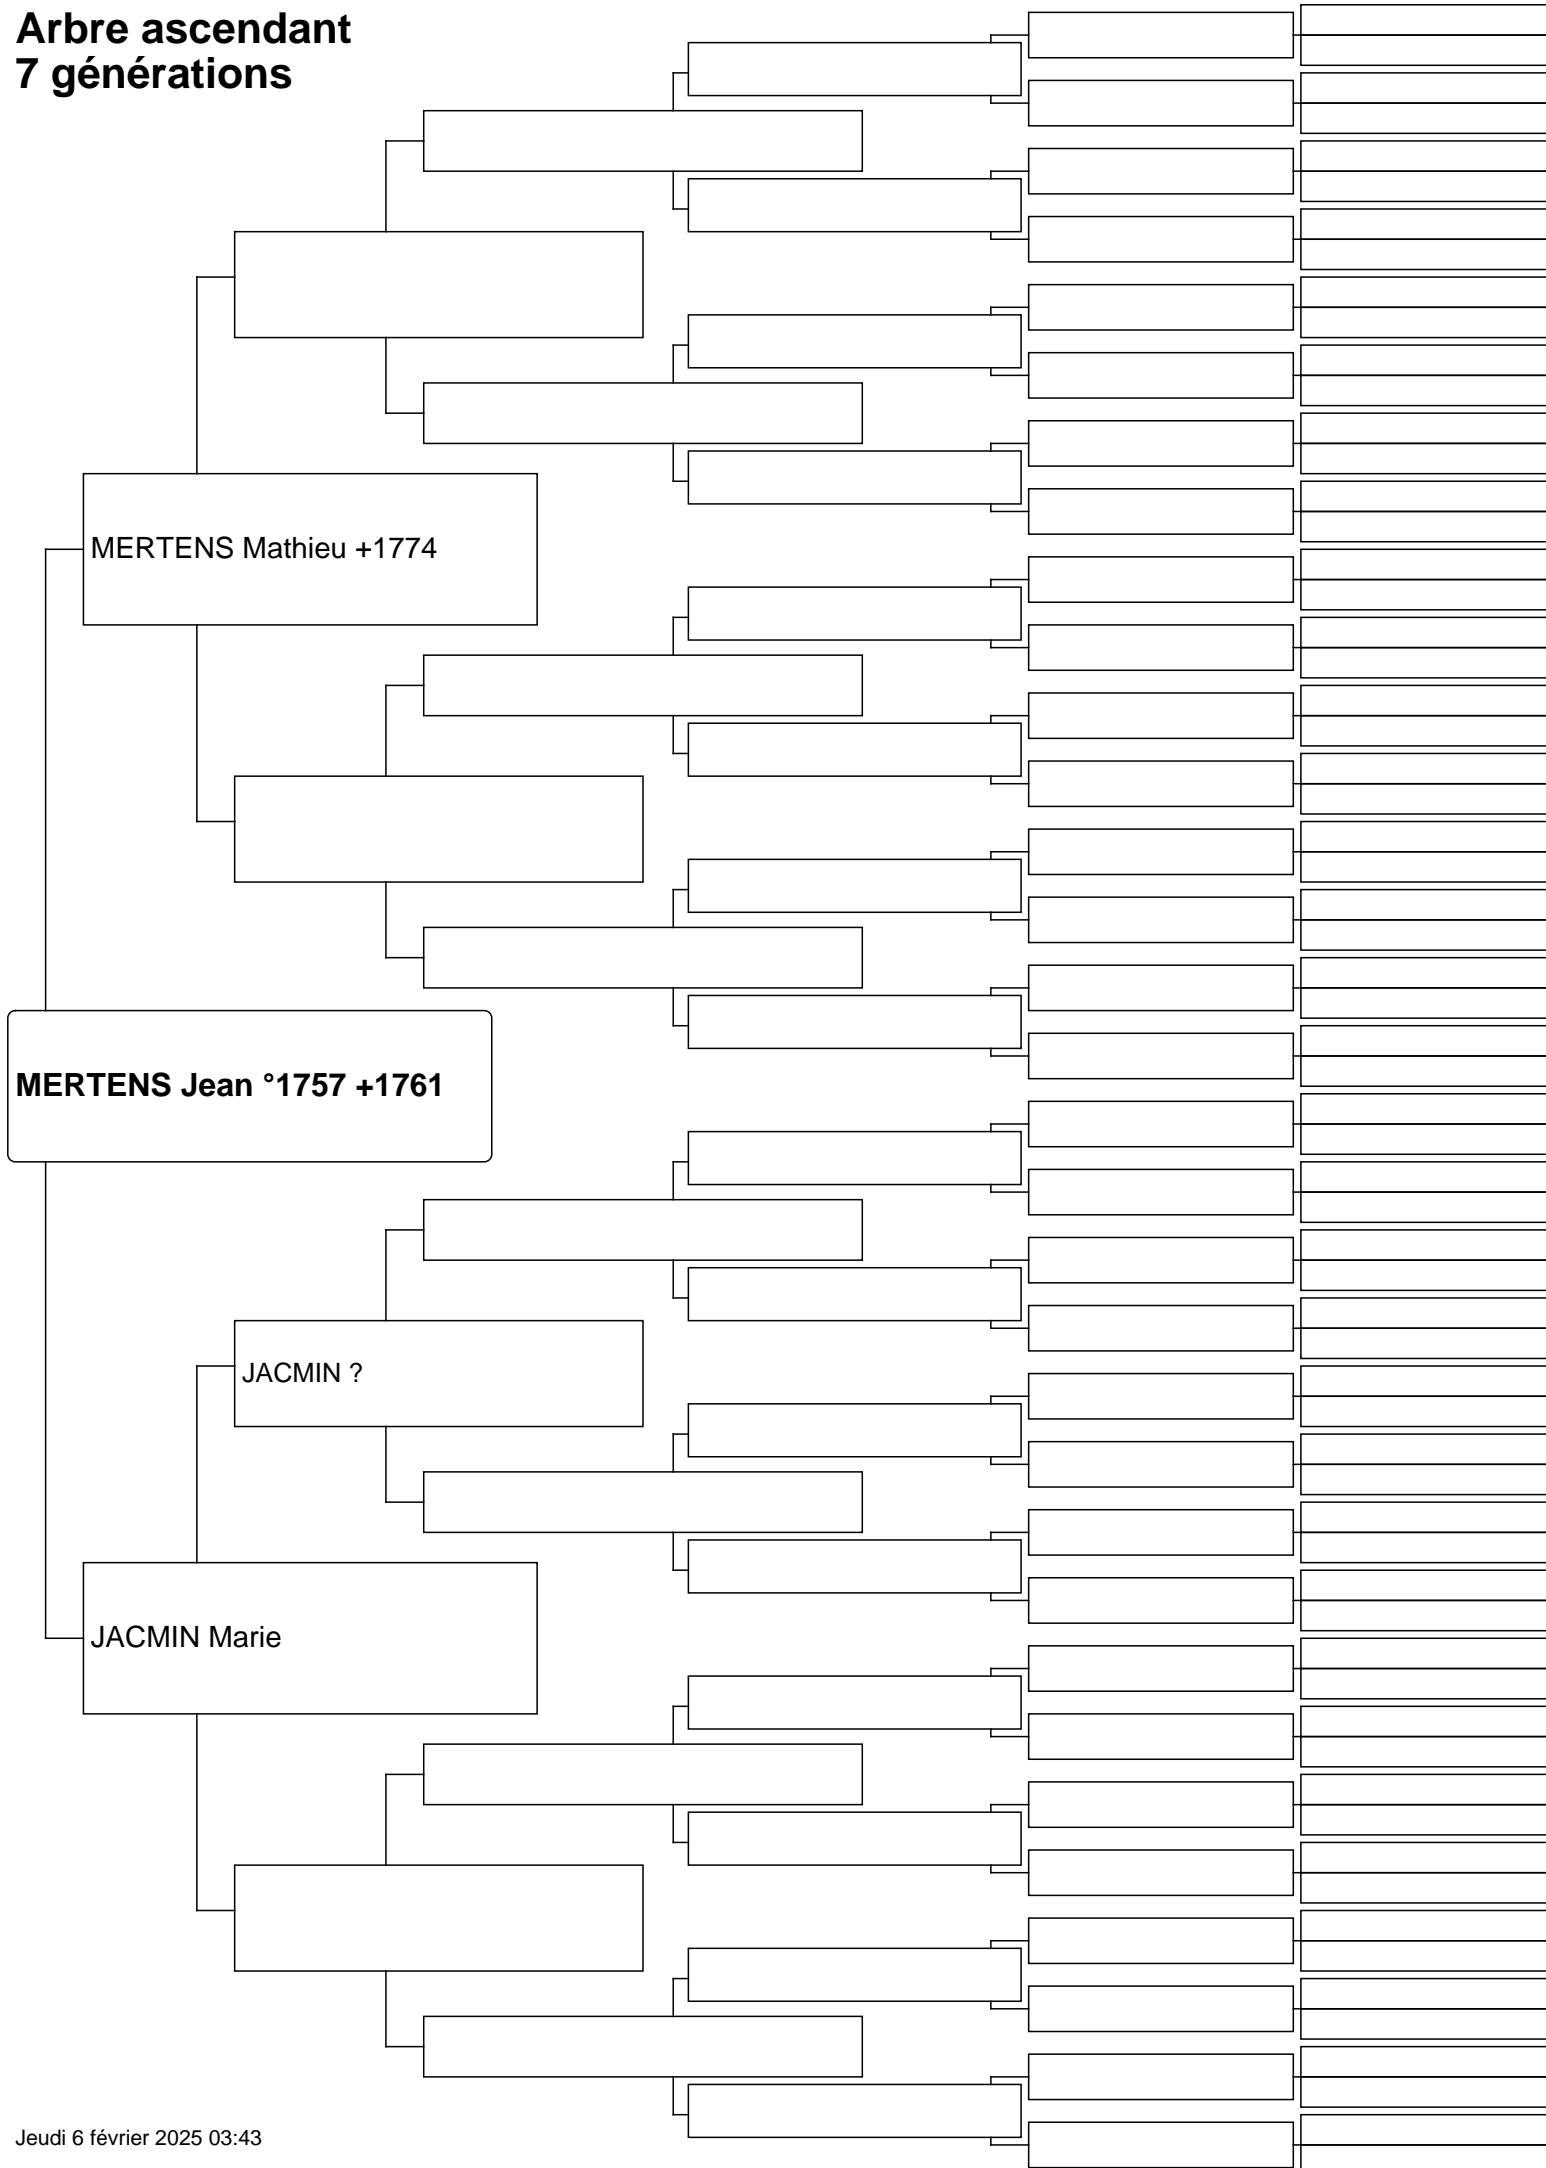 Arbre ascendant
7 générations
MERTENS Mathieu +1774
MERTENS Jean °1757 +1761
JACMIN ?
JACMIN Marie
Jeudi 6 février 2025 03:43